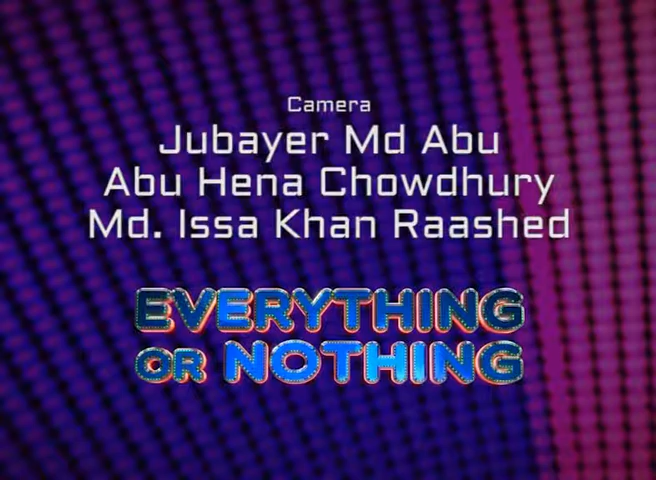 Camera
Jubayer Md Abu
Abu Hena Chowdhury
Md. Issa Khan Raashed
EVERYTHING
OR NOTHING